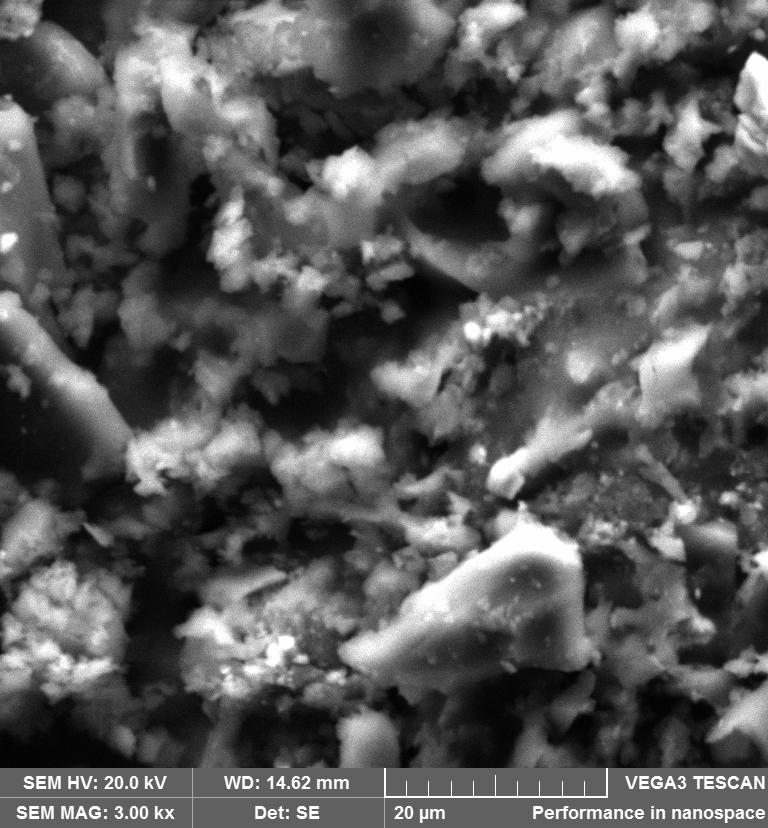 SEM HV: 20.0 kV WD: 14.62 mm VEGA3 TESCAN
SEM MAG: 3.00 kx Det: SE 20 µm Performance in nanospace